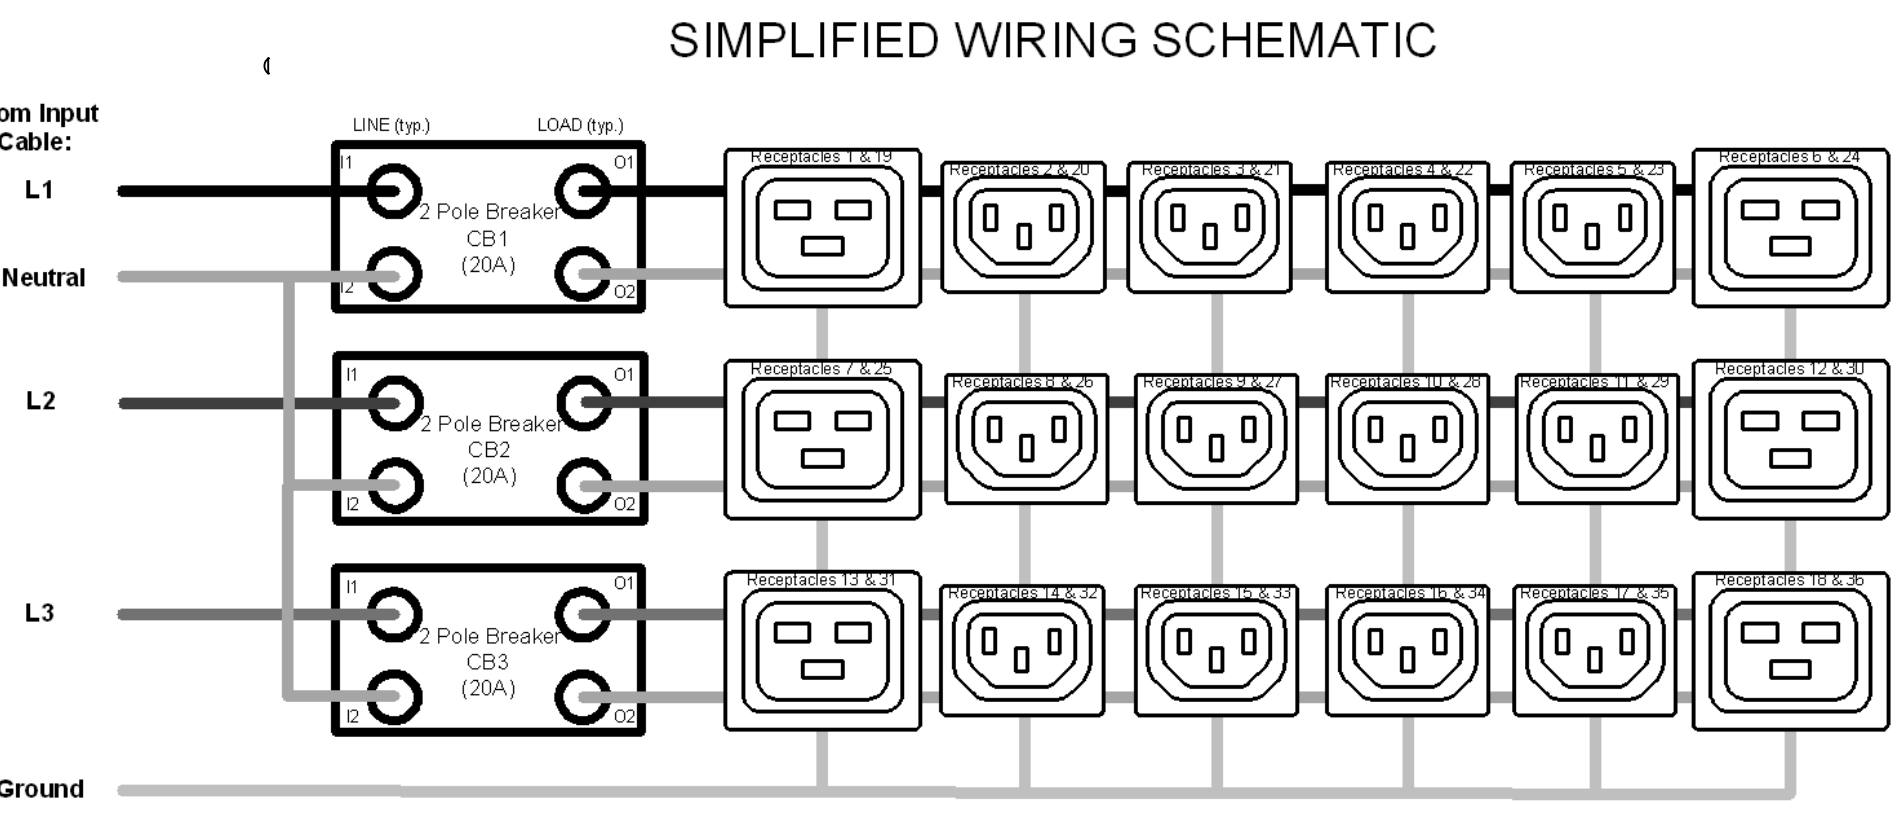 SIMPLIFIED WIRING SCHEMATIC
om Input
Cable:
LINE (typ.)
LOAD (typ.)
L1
I1
O1
2 Pole Breaker
CB1
(20A)
Neutral
I2
O2
Receptacles 1 & 19
Receptacles 2 & 20
Receptacles 3 & 21
Receptacles 4 & 22
Receptacles 5 & 23
Receptacles 6 & 24
L2
I1
O1
2 Pole Breaker
CB2
(20A)
I2
O2
Receptacles 7 & 25
Receptacles 8 & 26
Receptacles 9 & 27
Receptacles 10 & 28
Receptacles 11 & 29
Receptacles 12 & 30
L3
I1
O1
2 Pole Breaker
CB3
(20A)
I2
O2
Receptacles 13 & 31
Receptacles 14 & 32
Receptacles 15 & 33
Receptacles 16 & 34
Receptacles 17 & 35
Receptacles 18 & 36
Ground